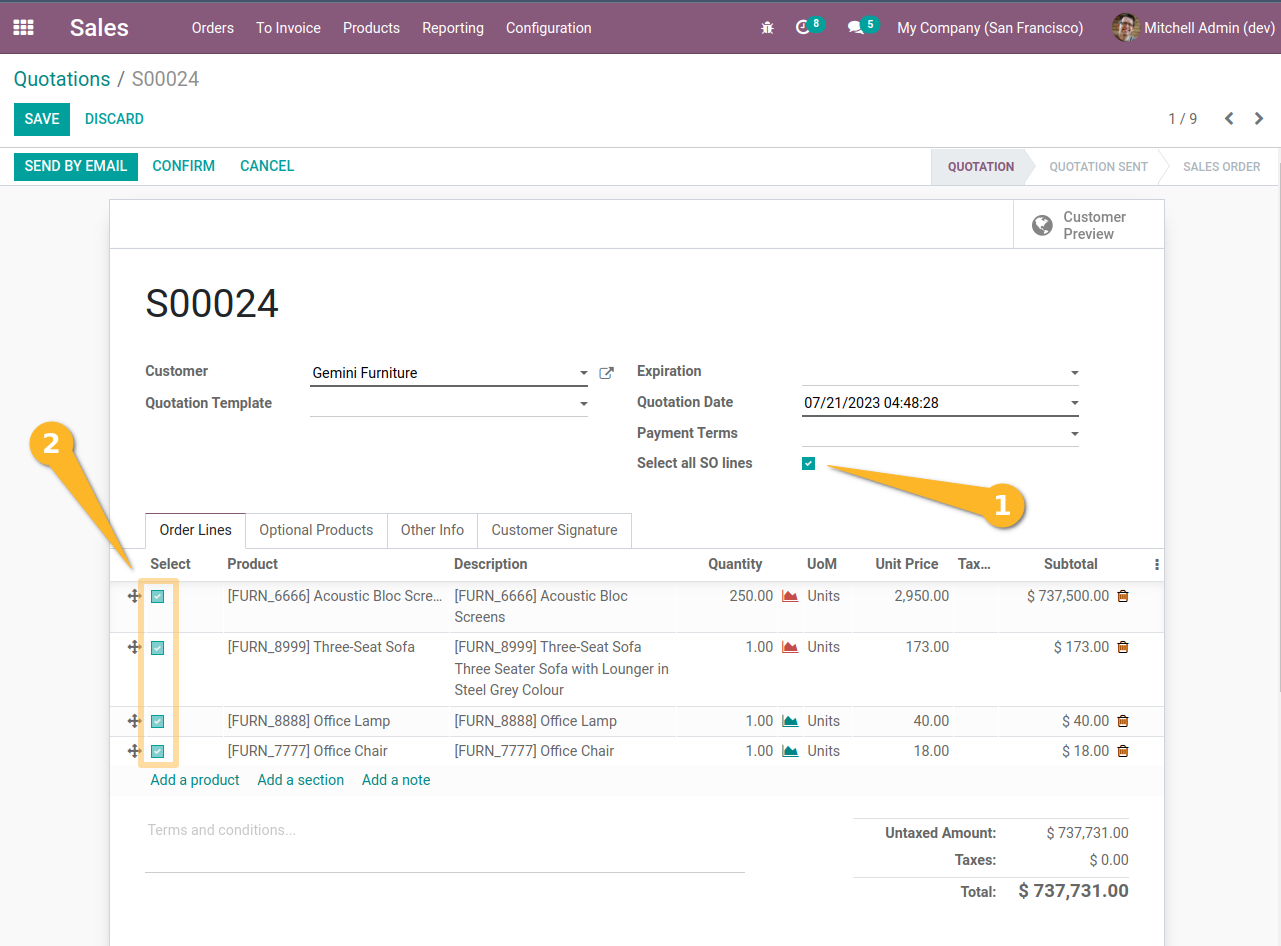 Sales Orders To Invoice Products Reporting Configuration 8 5 My Company (San Francisco) Mitchell Admin (dev)
Quotations / S00024
SAVE DISCARD 1 / 9
SEND BY EMAIL CONFIRM CANCEL QUOTATION QUOTATION SENT SALES ORDER
Customer
Preview
S00024
Customer Gemini Furniture Expiration
Quotation Template Quotation Date 07/21/2023 04:48:28
Payment Terms
2
Select all SO lines
1
Order Lines Optional Products Other Info Customer Signature
Select Product Description Quantity UoM Unit Price Tax... Subtotal
[FURN_6666] Acoustic Bloc Scre... [FURN_6666] Acoustic Bloc 250.00 Units 2,950.00 $ 737,500.00
Screens
[FURN_8999] Three-Seat Sofa [FURN_8999] Three-Seat Sofa 1.00 Units 173.00 $ 173.00
Three Seater Sofa with Lounger in
Steel Grey Colour
[FURN_8888] Office Lamp [FURN_8888] Office Lamp 1.00 Units 40.00 $ 40.00
[FURN_7777] Office Chair [FURN_7777] Office Chair 1.00 Units 18.00 $ 18.00
Add a product Add a section Add a note
Terms and conditions...
Untaxed Amount: $ 737,731.00
Taxes: $ 0.00
Total: $ 737,731.00